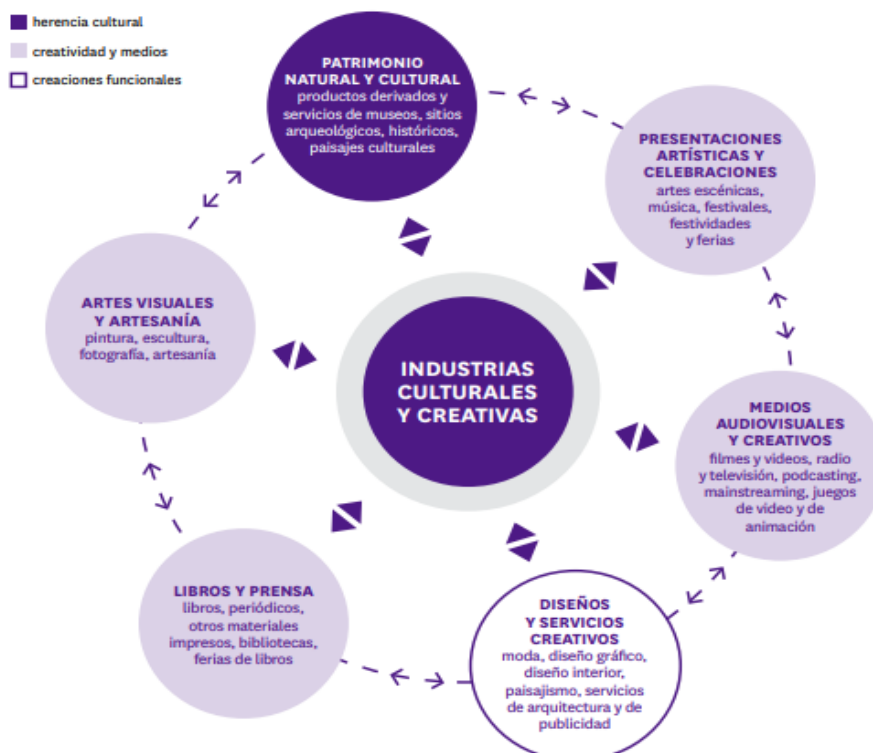 herencia cultural
creatividad y medios
creaciones funcionales
PATRIMONIO
NATURAL Y CULTURAL
productos derivados y
servicios de museos, sitios
arqueológicos, históricos,
paisajes culturales
PRESENTACIONES
ARTÍSTICAS Y
CELEBRACIONES
artes escénicas,
música, festivales,
festividades
y ferias
ARTES VISUALES
Y ARTESANÍA
pintura, escultura,
fotografía, artesanía
INDUSTRIAS
CULTURALES
Y CREATIVAS
MEDIOS
AUDIOVISUALES
Y CREATIVOS
filmes y videos, radio
y televisión, podcasting,
mainstreaming, juegos
de video y de
animación
LIBROS Y PRENSA
libros, periódicos,
otros materiales
impresos, bibliotecas,
ferias de libros
DISEÑOS
Y SERVICIOS
CREATIVOS
moda, diseño gráfico,
diseño interior,
paisajismo, servicios
de arquitectura y de
publicidad